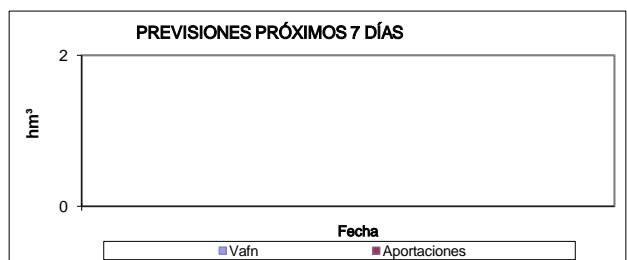 PREVISIONES PRÓXIMOS 7 DÍAS
2
hm³
0
Fecha
Vafn Aportaciones